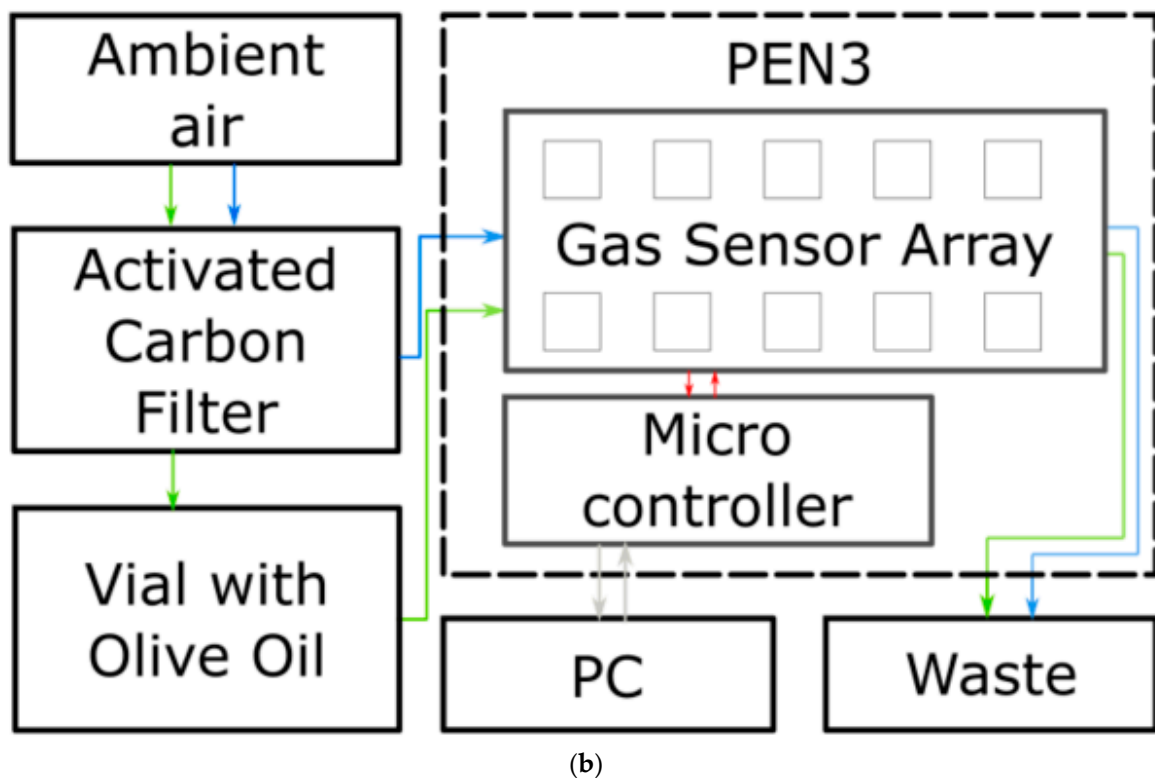 Ambient
air
Activated
Carbon
Filter
Vial with
Olive Oil
PEN3
Gas Sensor Array
Micro
controller
PC
Waste
(b)